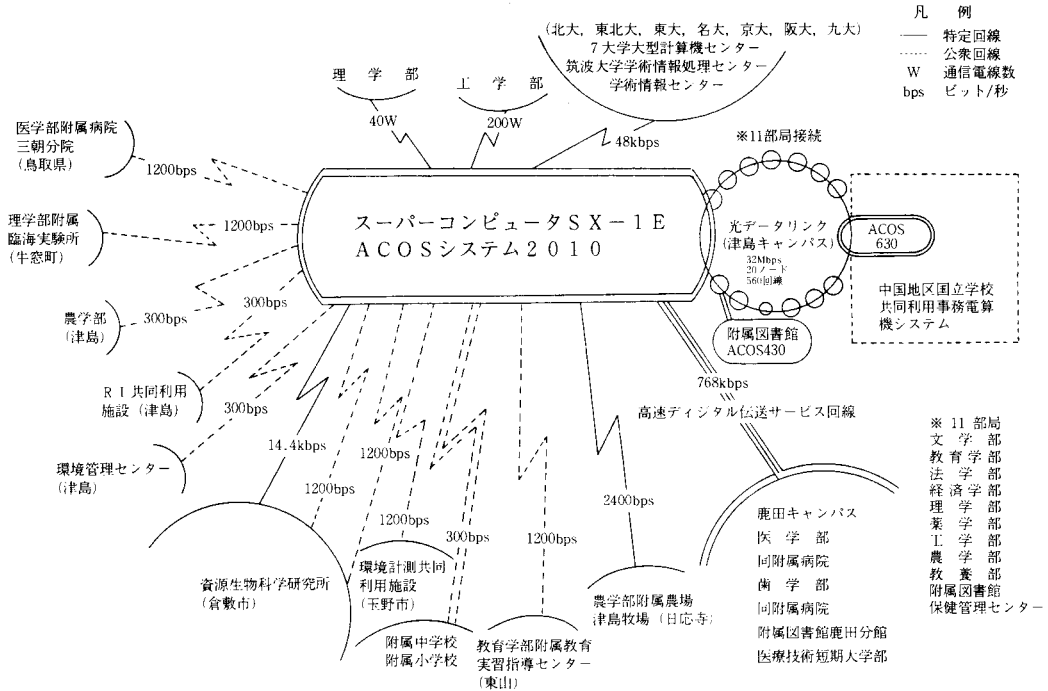 (北大，東北大，東大，名大，京大，阪大，九大)
7大学大型計算機センター
筑波大学学術情報処理センター
学術情報センター
凡　例
特定回線
公衆回線
W　通信電線数
bps　ビット/秒
理　学　部
40W
工　学　部
200W
48kbps
医学部附属病院
三朝分院
(鳥取県)
1200bps
理学部附属
臨海実験所
(牛窓町)
1200bps
農学部
(津島)
300bps
RI共同利用
施設(津島)
300bps
環境管理センター
(津島)
300bps
スーパーコンピュータSX－1E
ACOSシステム2010
※11部局接続
光データリンク
(津島キャンパス)
32Mbps
20ノード
560回線
ACOS
630
中国地区国立学校
共同利用事務電算
機システム
附属図書館
ACOS430
768kbps
高速ディジタル伝送サービス回線
14.4kbps
1200bps
1200bps
1200bps
300bps
1200bps
2400bps
資源生物科学研究所
(倉敷市)
環境計測共同
利用施設
(玉野市)
附属中学校
附属小学校
教育学部附属教育
実習指導センター
(東山)
農学部附属農場
津島牧場(日応寺)
鹿田キャンパス
医　学　部
同附属病院
歯　学　部
同附属病院
附属図書館鹿田分館
医療技術短期大学部
※ 11 部局
文　学　部
教育学部
法　学　部
経済学部
理　学　部
薬　学　部
工　学　部
農　学　部
教　養　部
附属図書館
保健管理センター